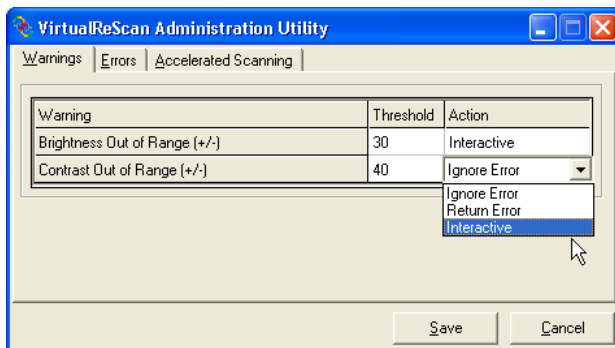 VirtualReScan Administration Utility
Warnings Errors Accelerated Scanning
Warning Threshold Action
Brightness Out of Range (+/-) 30 Interactive
Contrast Out of Range (+/-) 40 Ignore Error
Ignore Error
Return Error
Interactive
Save Cancel